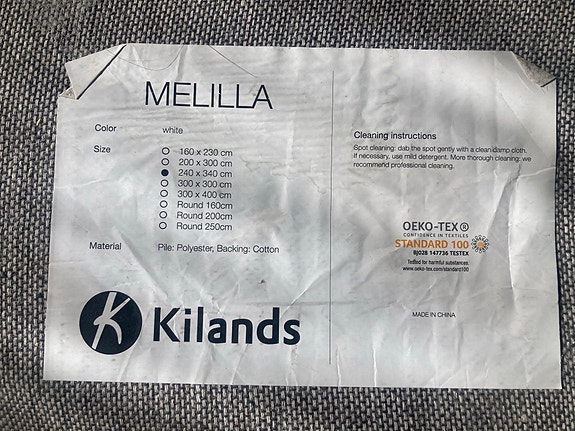 MELILLA
Color white
Size
160 x 230 cm
200 x 300 cm
240 x 340 cm
300 x 300 cm
300 x 400 cm
Round 160cm
Round 200cm
Round 250cm
Material Pile: Polyester, Backing: Cotton
K Kilands
Cleaning instructions
Spot cleaning: dab the spot gently with a clean damp cloth.
If necessary, use mild detergent. More thorough cleaning: we
recommend professional cleaning.
OEKO-TEX®
CONFIDENCE IN TEXTILES
STANDARD 100
BJ028 147736 TESTEX
Tested for harmful substances.
www.oeko-tex.com/standard100
MADE IN CHINA